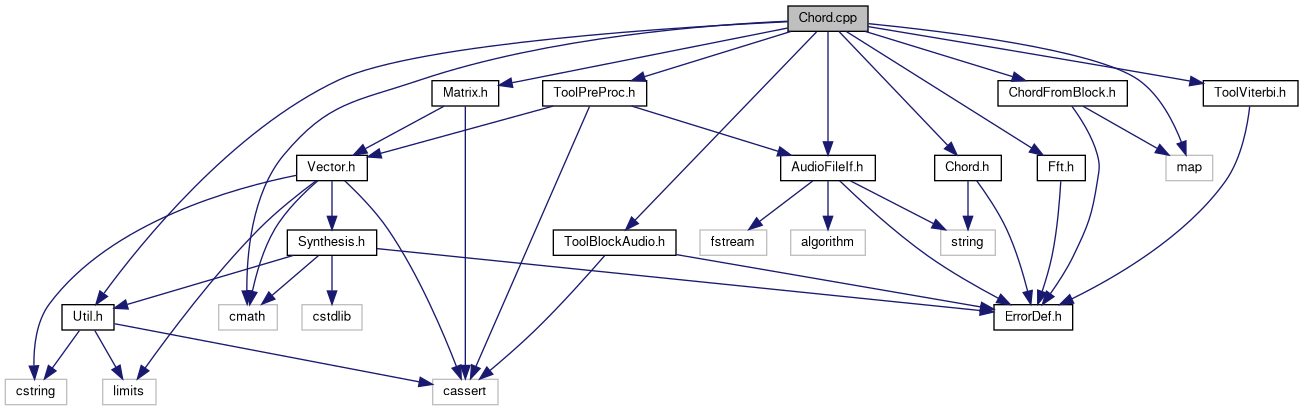 Chord.cpp
Matrix.h
ToolPreProc.h
ChordFromBlock.h
ToolViterbi.h
Vector.h
AudioFileIf.h
Chord.h
Fft.h
map
Synthesis.h
ToolBlockAudio.h
fstream
algorithm
string
Util.h
cmath
cstdlib
ErrorDef.h
cstring
limits
cassert